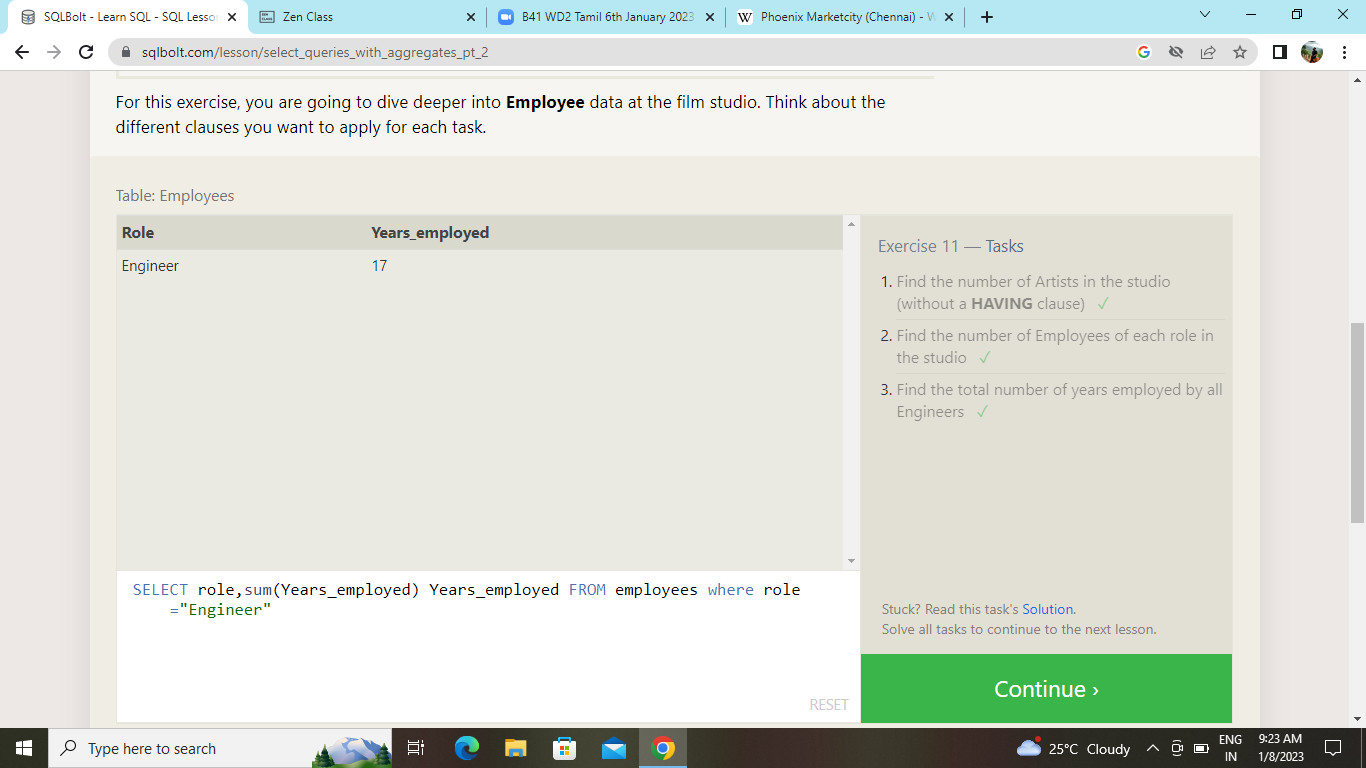 SQLBolt - Learn SQL - SQL Lesson
Zen Class
B41 WD2 Tamil 6th January 2023
Phoenix Marketcity (Chennai) - W
sqlbolt.com/lesson/select_queries_with_aggregates_pt_2
For this exercise, you are going to dive deeper into Employee data at the film studio. Think about the
different clauses you want to apply for each task.
Table: Employees
Role Years_employed
Engineer 17
Exercise 11 — Tasks
1. Find the number of Artists in the studio
(without a HAVING clause) ✓
2. Find the number of Employees of each role in
the studio ✓
3. Find the total number of years employed by all
Engineers ✓
SELECT role,sum(Years_employed) Years_employed FROM employees where role
="Engineer"
RESET
Stuck? Read this task's Solution.
Solve all tasks to continue to the next lesson.
Continue ›
Type here to search
25°C Cloudy
ENG
IN
9:23 AM
1/8/2023